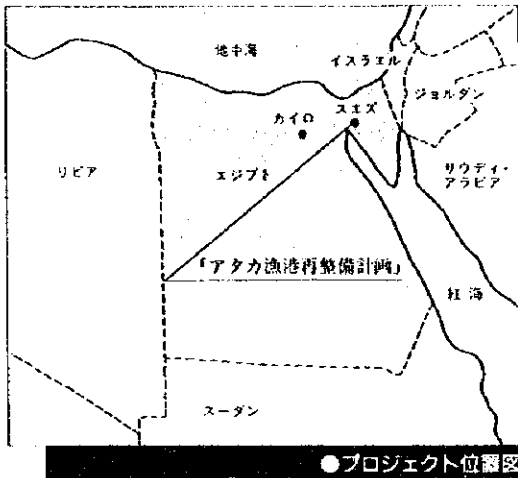 地中海
イスラエル
ジョルダン
カイロ
スエズ
リビア
エジプト
サウディ・
アラビア
「アタカ漁港再整備計画」
紅海
スーダン
●プロジェクト位置図